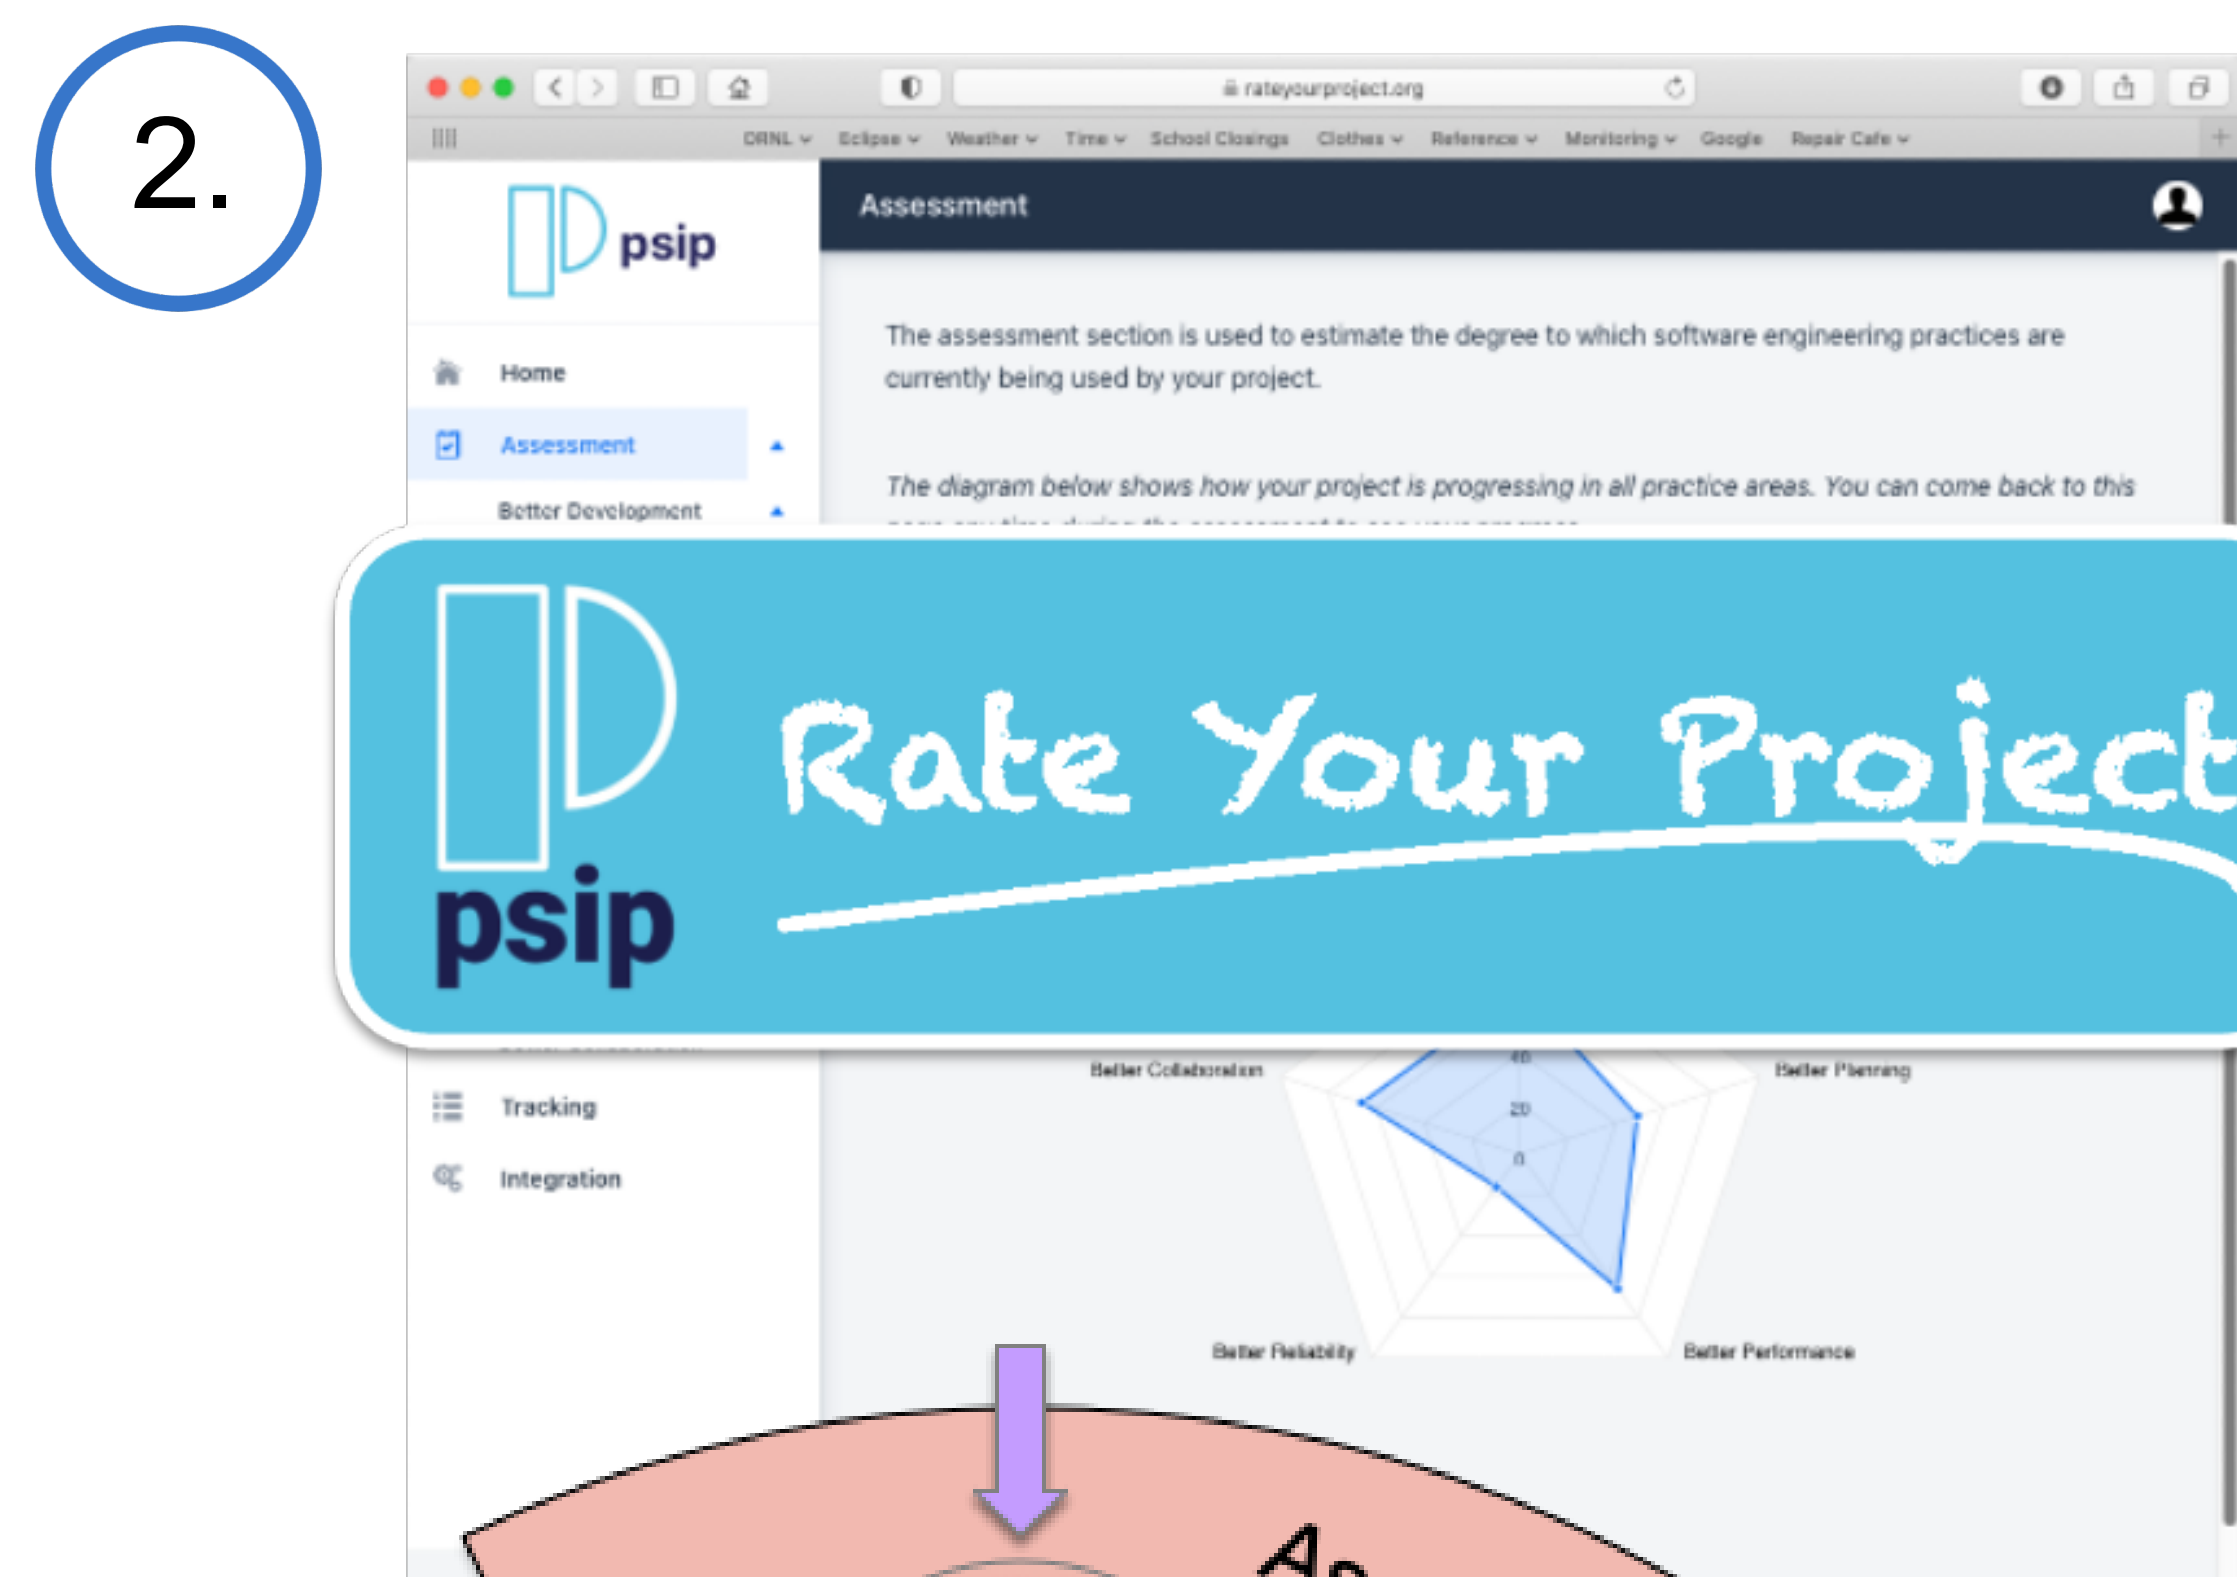 2.
rateyourproject.org
ORNL Eclipse Weather Time School Closings Clothes Reference Monitoring Google Repair Cafe
psip
Assessment
The assessment section is used to estimate the degree to which software engineering practices are
currently being used by your project.
Home
Assessment
The diagram below shows how your project is progressing in all practice areas. You can come back to this
Better Development
Rate Your Project
psip
40
Better Collaboration
Better Planning
20
Tracking
0
Integration
Better Reliability
Better Performance